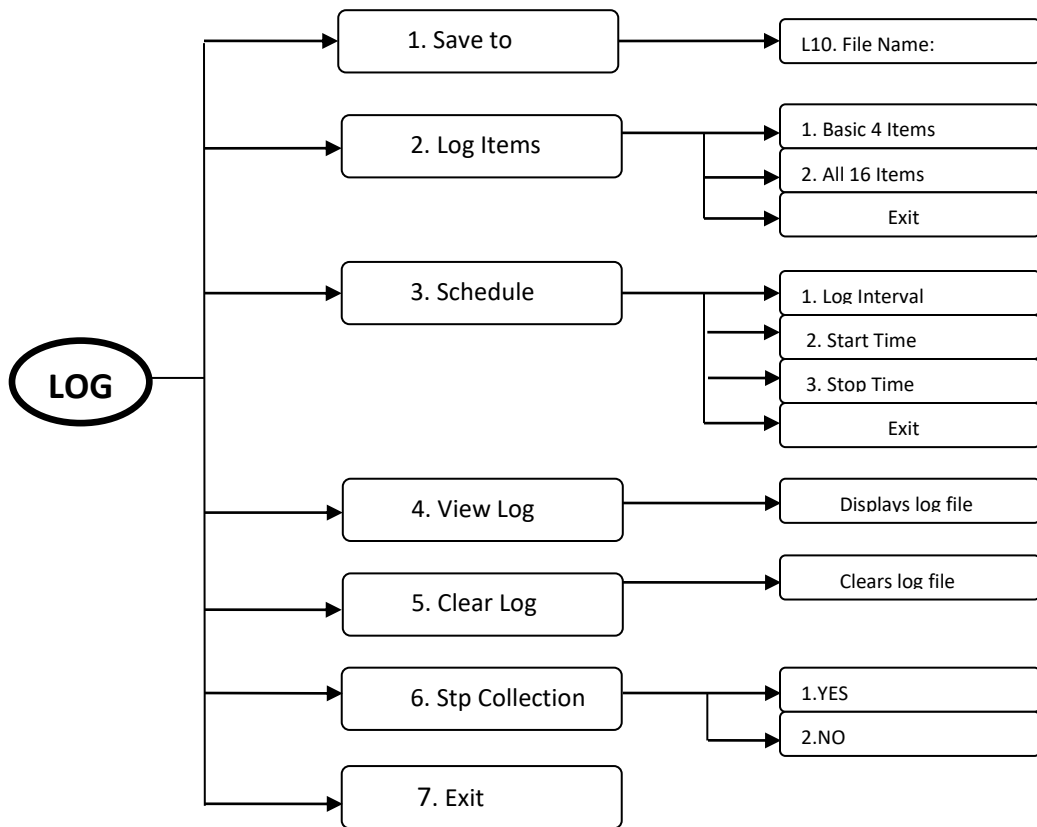 LOG
1. Save to
L10. File Name:
2. Log Items
1. Basic 4 Items
2. All 16 Items
Exit
3. Schedule
1. Log Interval
2. Start Time
3. Stop Time
Exit
4. View Log
Displays log file
5. Clear Log
Clears log file
6. Stp Collection
1.YES
2.NO
7. Exit